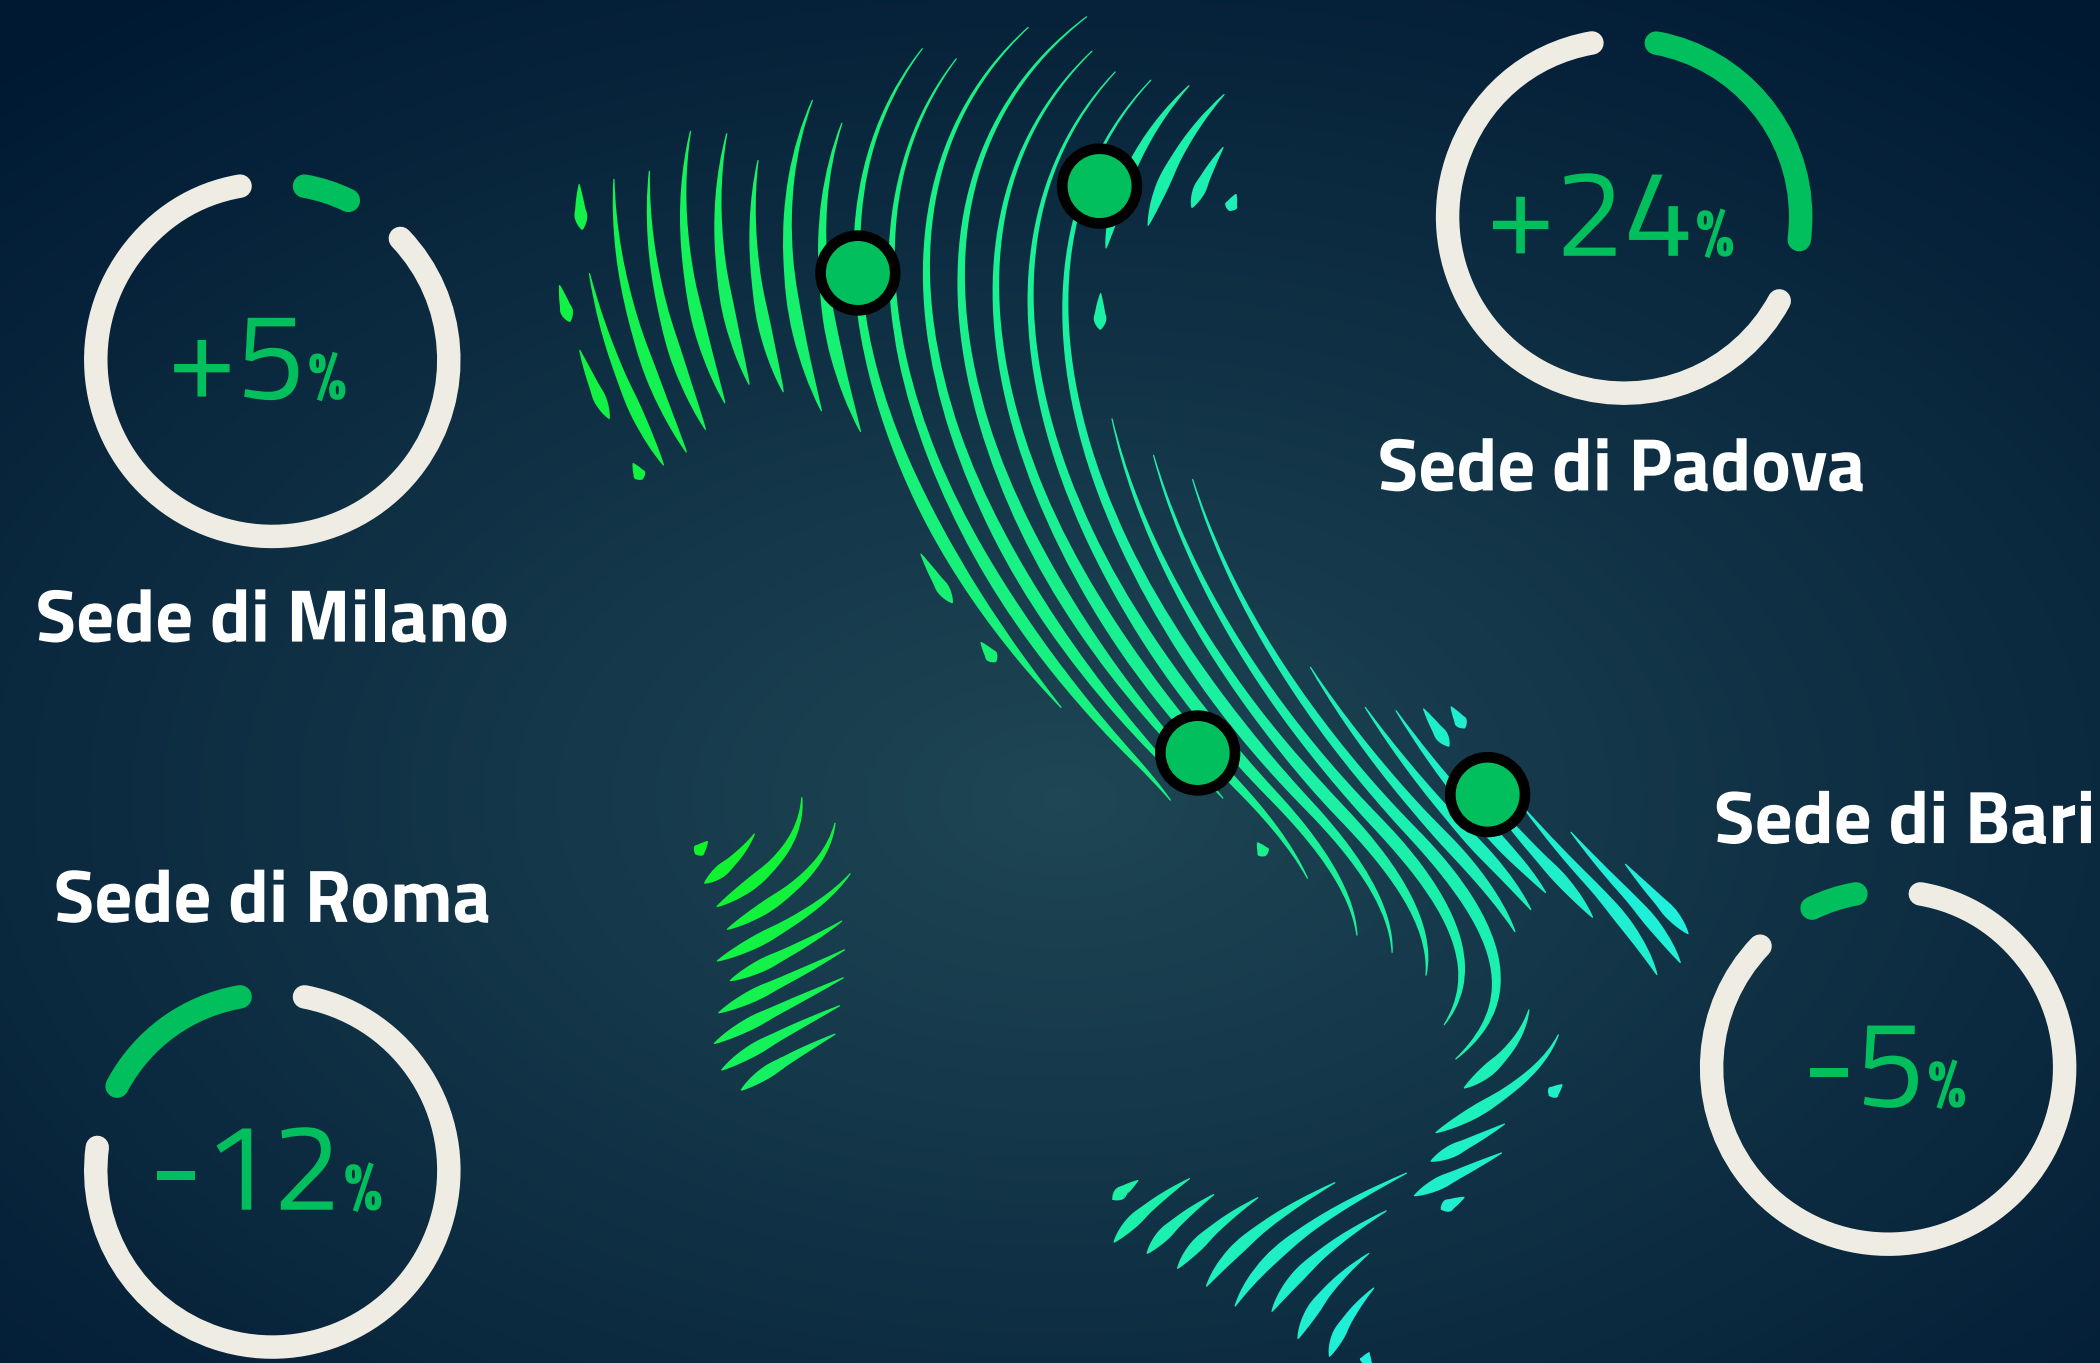 +24%
Sede di Padova
+5%
Sede di Milano
Sede di Bari
-5%
Sede di Roma
-12%